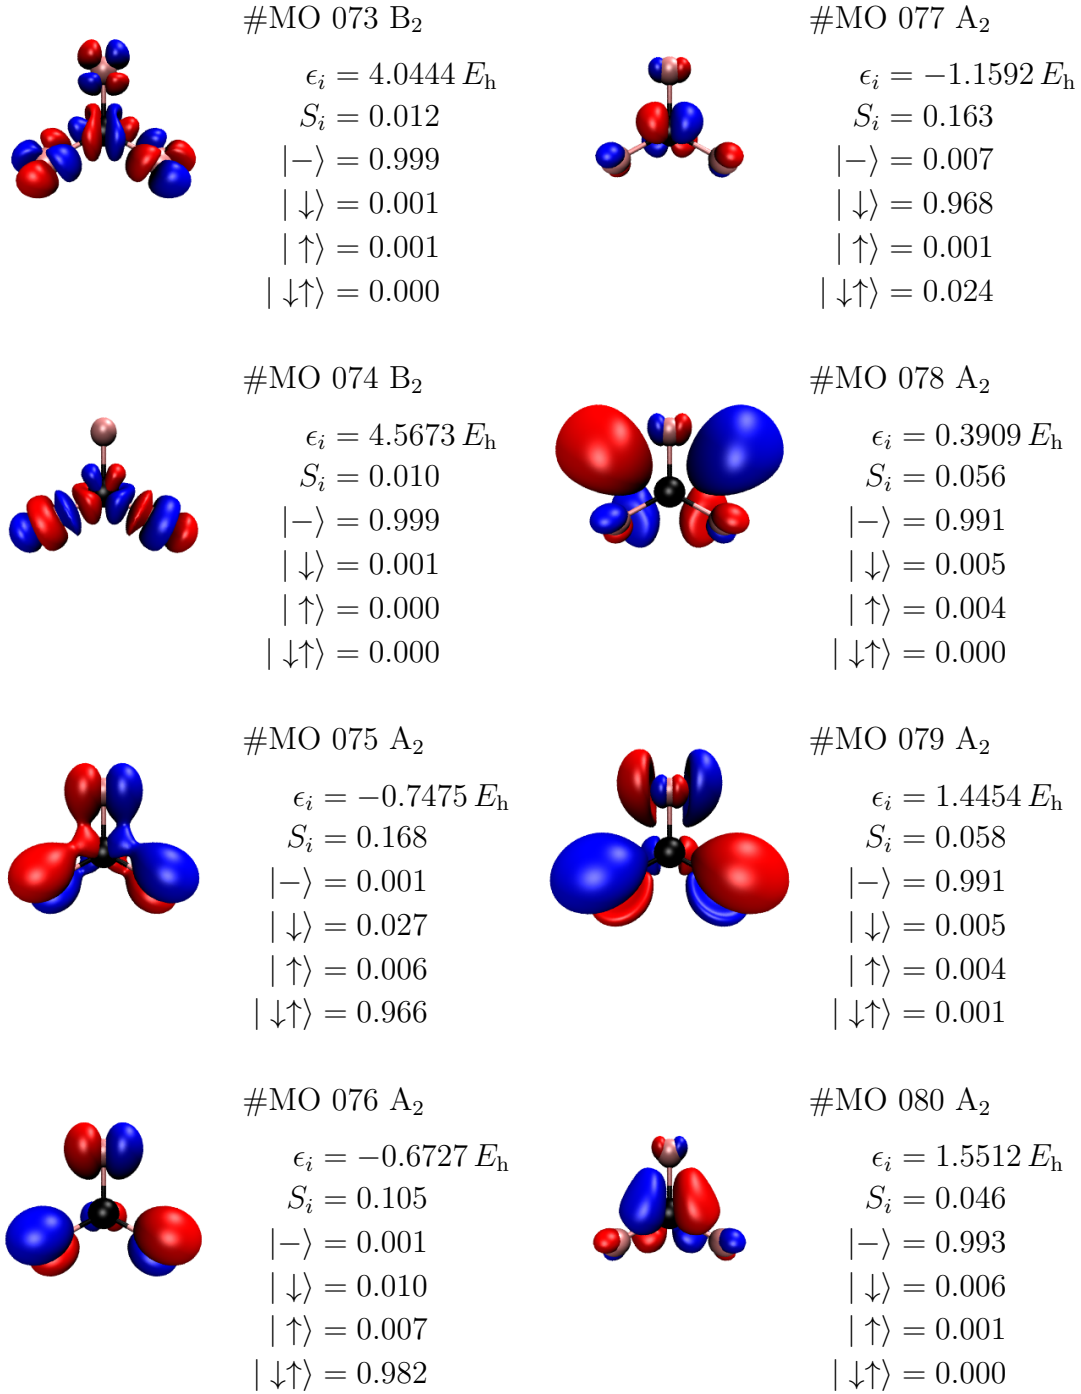 #MO 073 B₂
ϵᵢ = 4.0444 Eₕ
Sᵢ = 0.012
|−⟩ = 0.999
| ↓⟩ = 0.001
| ↑⟩ = 0.001
| ↓↑⟩ = 0.000
#MO 074 B₂
ϵᵢ = 4.5673 Eₕ
Sᵢ = 0.010
|−⟩ = 0.999
| ↓⟩ = 0.001
| ↑⟩ = 0.000
| ↓↑⟩ = 0.000
#MO 075 A₂
ϵᵢ = −0.7475 Eₕ
Sᵢ = 0.168
|−⟩ = 0.001
| ↓⟩ = 0.027
| ↑⟩ = 0.006
| ↓↑⟩ = 0.966
#MO 076 A₂
ϵᵢ = −0.6727 Eₕ
Sᵢ = 0.105
|−⟩ = 0.001
| ↓⟩ = 0.010
| ↑⟩ = 0.007
| ↓↑⟩ = 0.982
#MO 077 A₂
ϵᵢ = −1.1592 Eₕ
Sᵢ = 0.163
|−⟩ = 0.007
| ↓⟩ = 0.968
| ↑⟩ = 0.001
| ↓↑⟩ = 0.024
#MO 078 A₂
ϵᵢ = 0.3909 Eₕ
Sᵢ = 0.056
|−⟩ = 0.991
| ↓⟩ = 0.005
| ↑⟩ = 0.004
| ↓↑⟩ = 0.000
#MO 079 A₂
ϵᵢ = 1.4454 Eₕ
Sᵢ = 0.058
|−⟩ = 0.991
| ↓⟩ = 0.005
| ↑⟩ = 0.004
| ↓↑⟩ = 0.001
#MO 080 A₂
ϵᵢ = 1.5512 Eₕ
Sᵢ = 0.046
|−⟩ = 0.993
| ↓⟩ = 0.006
| ↑⟩ = 0.001
| ↓↑⟩ = 0.000